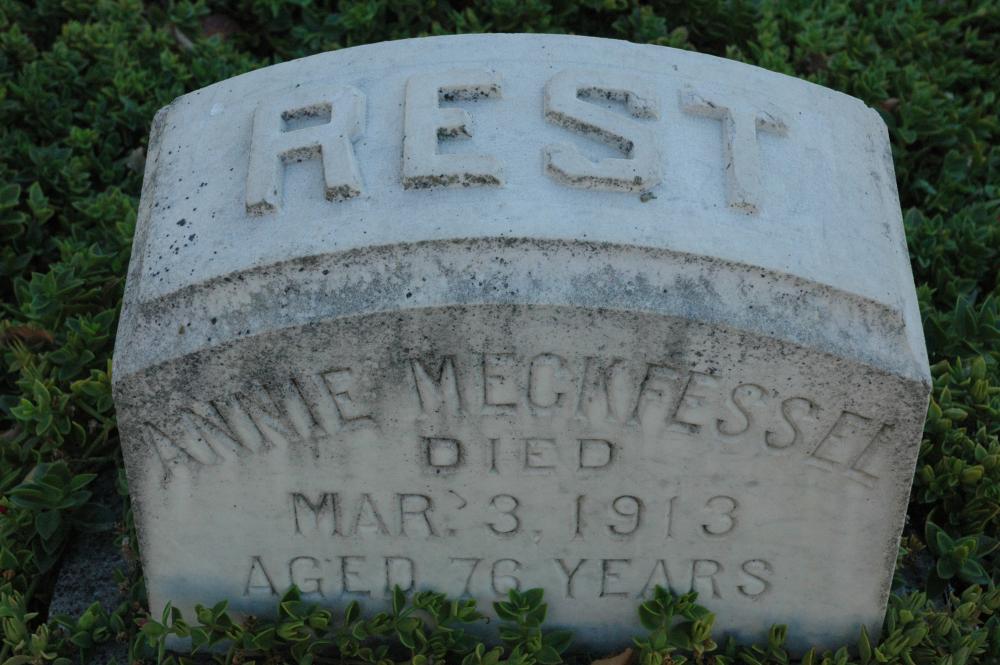 REST
ANNIE MECKFESSEL
DIED
MAR. 3, 1913
AGED 76 YEARS